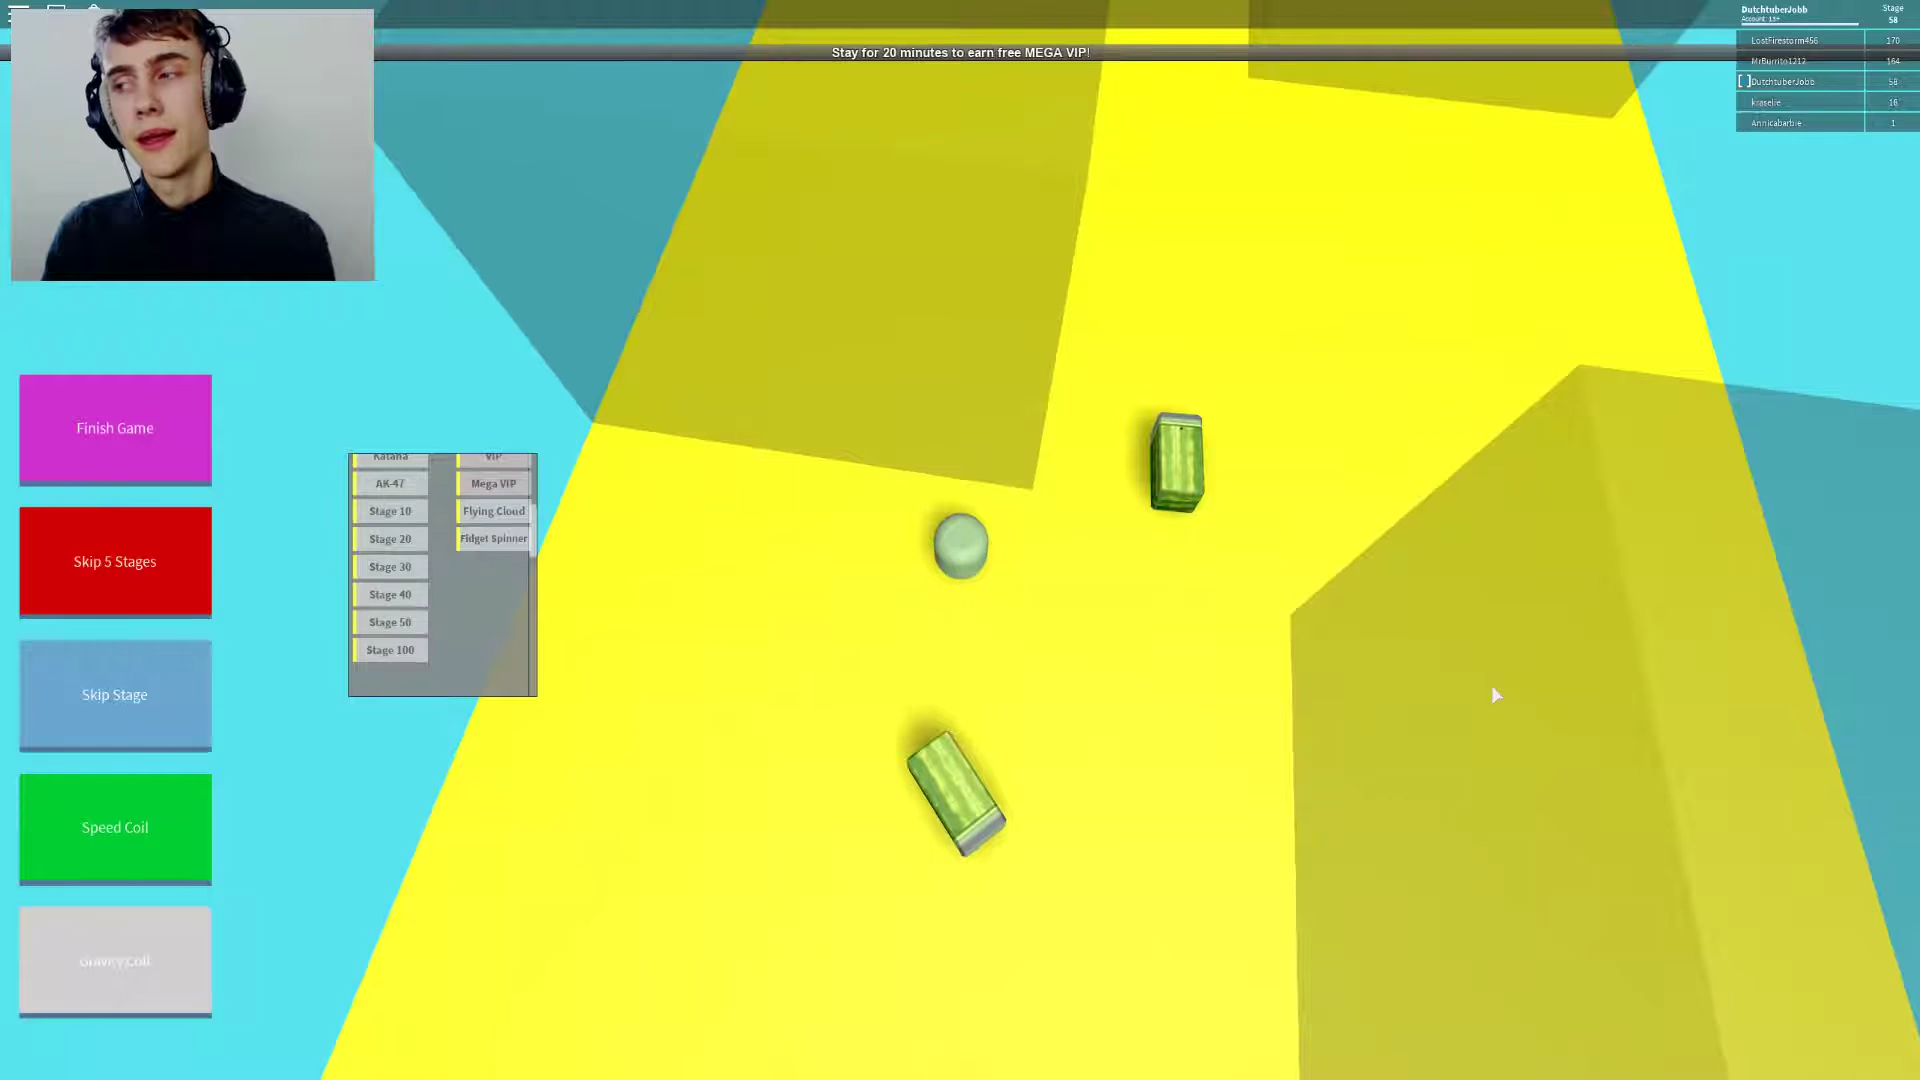 Stay for 20 minutes to earn free MEGA VIP!
DutchtuberJobb Stage
Account: 13+ 58
LostFirestorm456 170
MrBurrito1212 164
[ ]DutchtuberJobb 58
kraselie 16
Annicabarbie 1
Finish Game
Skip 5 Stages
Skip Stage
Speed Coil
Gravity Coil
Katana VIP
AK-47 Mega VIP
Stage 10 Flying Cloud
Stage 20 Fidget Spinner
Stage 30
Stage 40
Stage 50
Stage 100